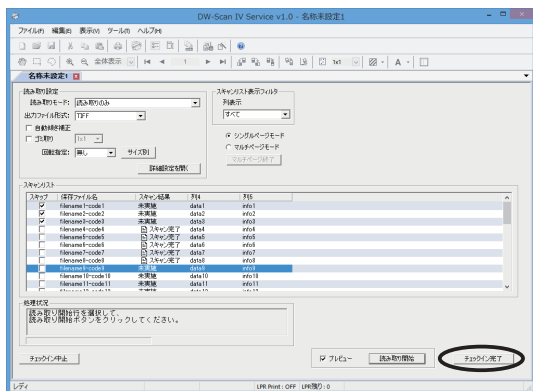 DW-Scan IV Service v1.0 - 名称未設定1
ファイル(F) 編集(E) 表示(V) ツール(T) ヘルプ(H)
全体表示 1 1x1 A
名称未設定1
読み取り設定
読み取りモード: 読み取りのみ
出力ファイル形式: TIFF
自動傾き補正
ゴミ取り 1x1
回転指定: 無し サイズ別
詳細設定を開く
スキャンリスト表示フィルター
列表示
すべて
シングルページモード
マルチページモード
マルチページ終了
スキャンリスト
スキップ 保存ファイル名 スキャン結果 列4 列5
filename1-code1 未実施 data1 info1
filename2-code2 未実施 data2 info2
filename3-code3 未実施 data3 info3
filename4-code4 スキャン完了 data4 info4
filename5-code5 スキャン完了 data5 info5
filename6-code6 スキャン完了 data6 info6
filename7-code7 スキャン完了 data7 info7
filename8-code8 スキャン完了 data8 info8
filename9-code9 未実施 data9 info9
filename10-code10 未実施 data10 info10
filename11-code11 未実施 data11 info11
処理状況
読み取り開始行を選択して、
読み取り開始ボタンをクリックしてください。
チェックイン中止 プレビュー 読み取り開始 チェックイン完了
レディ LPR Print : OFF LPR残り : 0